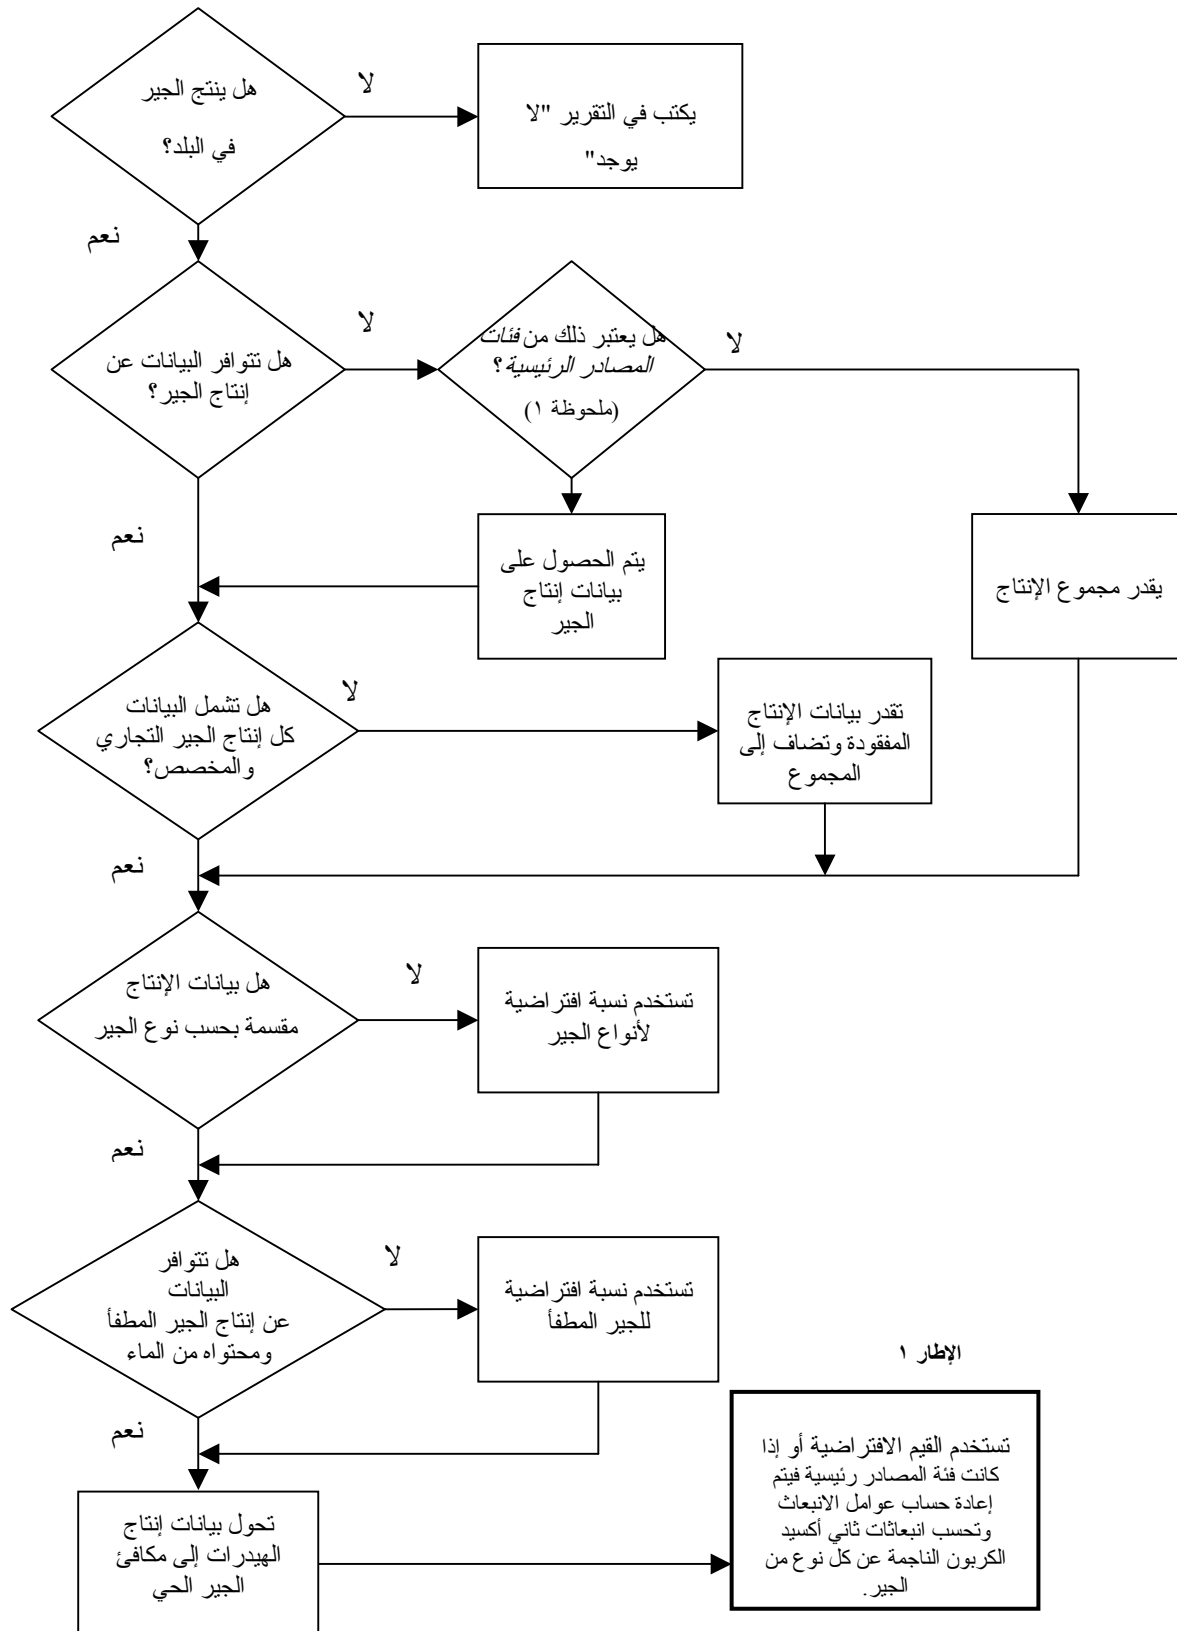 هل ينتج الجير
في البلد؟
لا
يكتب في التقرير "لا
يوجد"
نعم
هل تتوافر البيانات عن
إنتاج الجير؟
لا
هل يعتبر ذلك من فئات
المصادر الرئيسية؟
(ملحوظة ١)
لا
نعم
يتم الحصول على
بيانات إنتاج
الجير
يقدر مجموع الإنتاج
هل تشمل البيانات
كل إنتاج الجير التجاري
والمخصص؟
لا
تقدر بيانات الإنتاج
المفقودة وتضاف إلى
المجموع
نعم
هل بيانات الإنتاج
مقسمة بحسب نوع الجير
لا
تستخدم نسبة افتراضية
لأنواع الجير
نعم
هل تتوافر
البيانات
عن إنتاج الجير المطفأ
ومحتواه من الماء
لا
تستخدم نسبة افتراضية
للجير المطفأ
نعم
تحول بيانات إنتاج
الهيدرات إلى مكافئ
الجير الحي
الإطار ١
تستخدم القيم الافتراضية أو إذا
كانت فئة المصادر رئيسية فيتم
إعادة حساب عوامل الانبعاث
وتحسب انبعاثات ثاني أكسيد
الكربون الناجمة عن كل نوع من
الجير.